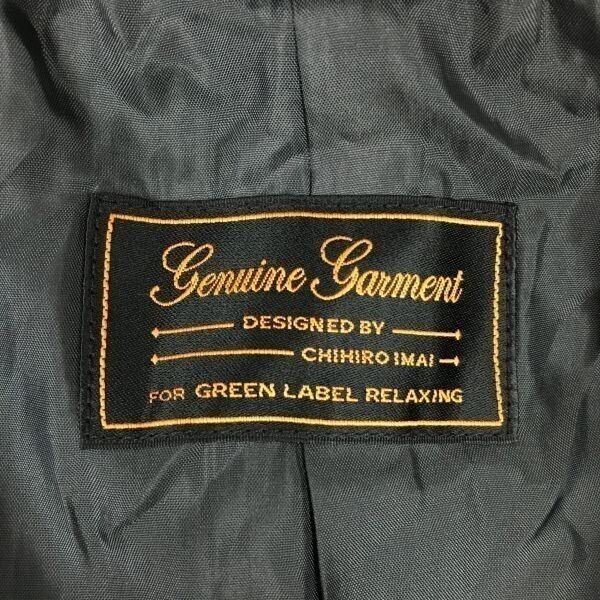 Genuine Garment
DESIGNED BY
CHIHIRO IMAI
FOR GREEN LABEL RELAXING